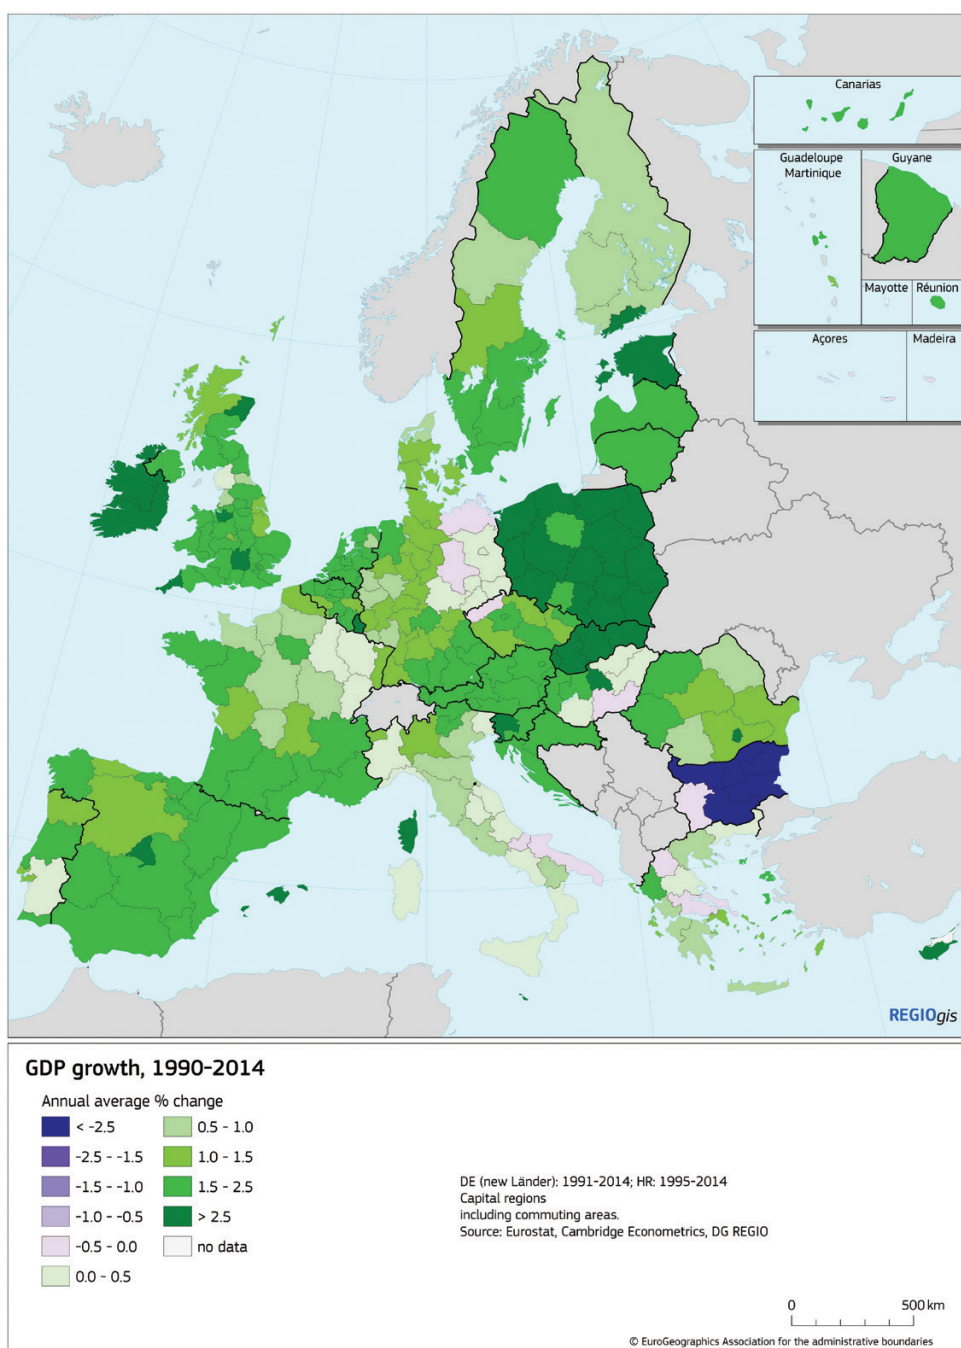 Canarias
Guadeloupe
Martinique
Guyane
Mayotte
Réunion
Açores
Madeira
REGIOgis
GDP growth, 1990-2014
Annual average % change
< -2.5
-2.5 - -1.5
-1.5 - -1.0
-1.0 - -0.5
-0.5 - 0.0
0.0 - 0.5
0.5 - 1.0
1.0 - 1.5
1.5 - 2.5
> 2.5
no data
DE (new Länder): 1991-2014; HR: 1995-2014
Capital regions
including commuting areas.
Source: Eurostat, Cambridge Econometrics, DG REGIO
0 500 km
© EuroGeographics Association for the administrative boundaries